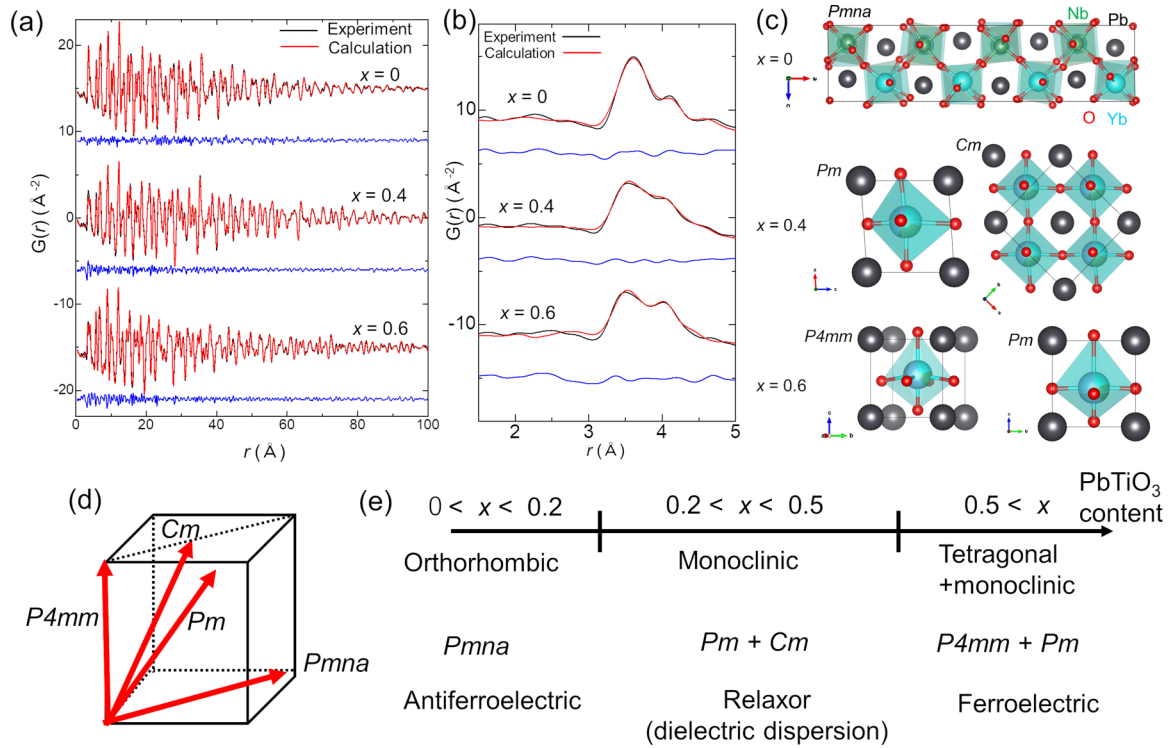 (a)
Experiment
Calculation
x = 0
x = 0.4
x = 0.6
20
10
0
-10
-20
G(r) (Å⁻²)
0 20 40 60 80 100
r (Å)
(b)
Experiment
Calculation
x = 0
x = 0.4
x = 0.6
10
0
-10
G(r) (Å⁻²)
2 3 4 5
r (Å)
(c)
Pmna
Nb
Pb
x = 0
O
Yb
Pm
Cm
x = 0.4
a
c
b
a
P4mm
Pm
x = 0.6
c
a
b
c
b
(d)
Cm
P4mm
Pm
Pmna
(e)
0 < x < 0.2
0.2 < x < 0.5
0.5 < x
PbTiO₃
content
Orthorhombic
Monoclinic
Tetragonal
+monoclinic
Pmna
Pm + Cm
P4mm + Pm
Antiferroelectric
Relaxor
(dielectric dispersion)
Ferroelectric